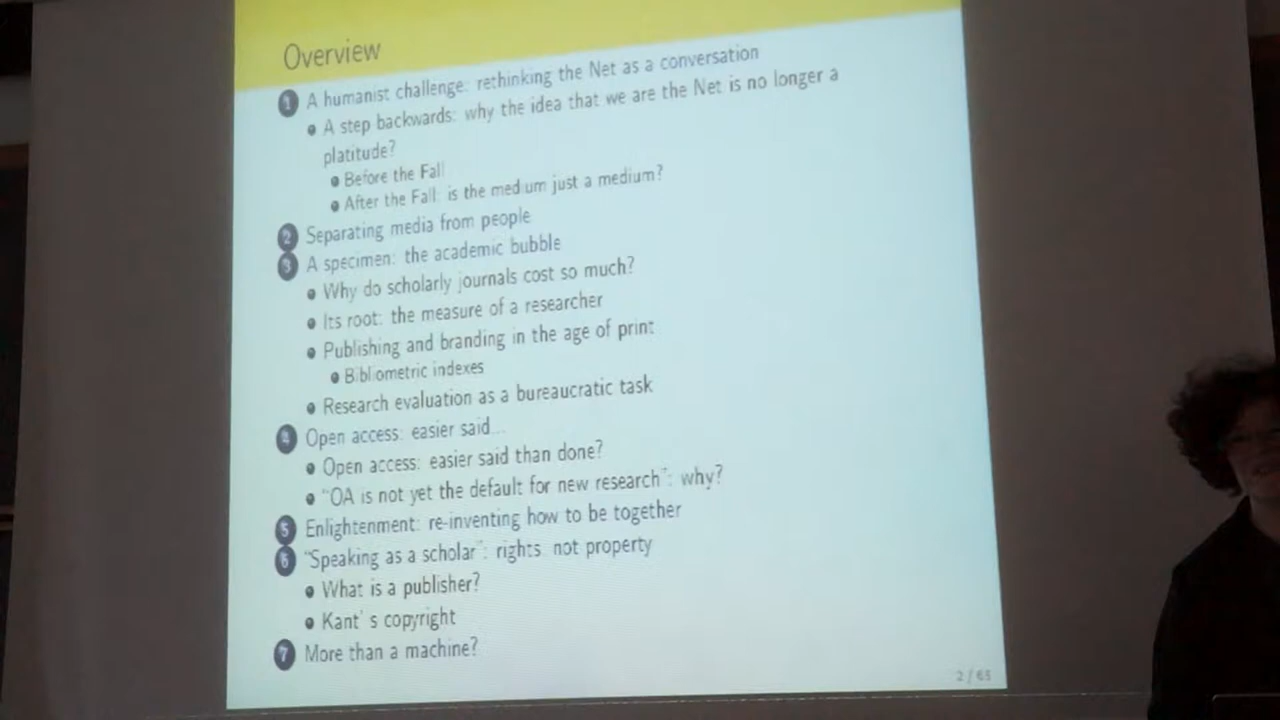 Overview
1 A humanist challenge: rethinking the Net as a conversation
• A step backwards: why the idea that we are the Net is no longer a
platitude?
• Before the Fall
• After the Fall: is the medium just a medium?
2 Separating media from people
3 A specimen: the academic bubble
• Why do scholarly journals cost so much?
• Its root: the measure of a researcher
• Publishing and branding in the age of print
• Bibliometric indexes
• Research evaluation as a bureaucratic task
4 Open access: easier said...
• Open access: easier said than done?
• "OA is not yet the default for new research": why?
5 Enlightenment: re-inventing how to be together
6 "Speaking as a scholar": rights, not property
• What is a publisher?
• Kant' s copyright
7 More than a machine?
2 / 65